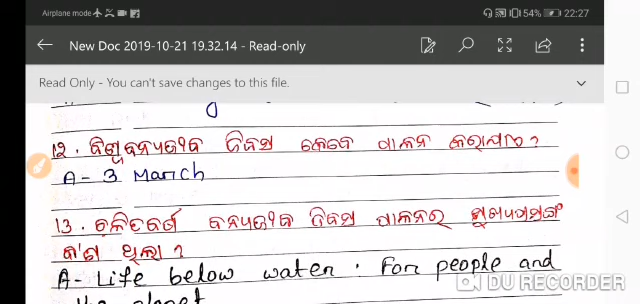 Airplane mode
54%
22:27
New Doc 2019-10-21 19.32.14 - Read-only
Read Only - You can't save changes to this file.
12. ବିଶ୍ୱ ବନ୍ୟଜୀବ ଦିବସ କେବେ ପାଳନ କରାଯାଏ ?
A - 3 March
13. ଚଳିତବର୍ଷ ବନ୍ୟଜୀବ ଦିବସ ପାଳନର
କ'ଣ ଥିଲା ?
A - Life below water. For people and
planet
DU RECORDER